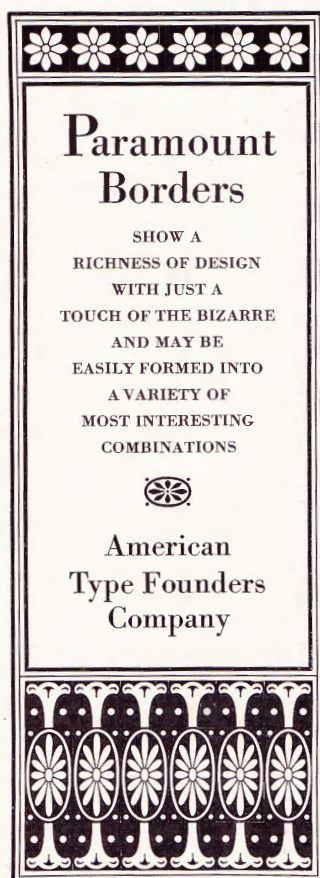 Paramount
Borders
SHOW A
RICHNESS OF DESIGN
WITH JUST A
TOUCH OF THE BIZARRE
AND MAY BE
EASILY FORMED INTO
A VARIETY OF
MOST INTERESTING
COMBINATIONS
American
Type Founders
Company